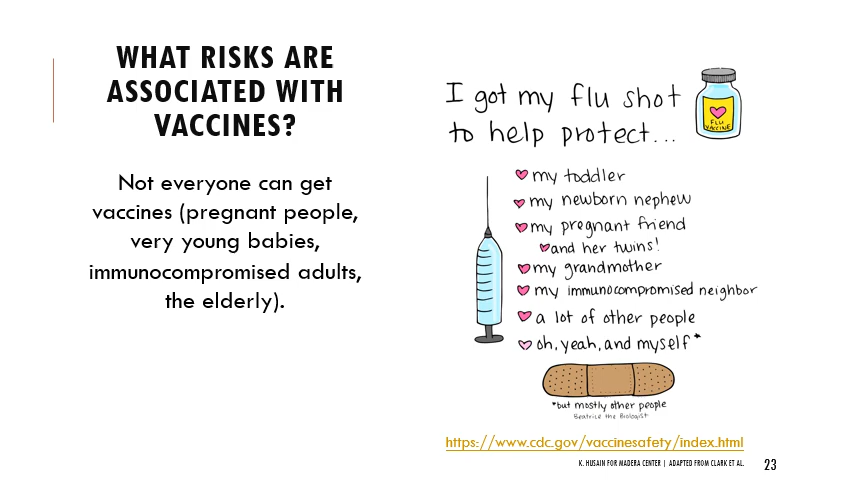 WHAT RISKS ARE
ASSOCIATED WITH
VACCINES?
Not everyone can get
vaccines (pregnant people,
very young babies,
immunocompromised adults,
the elderly).
I got my flu shot
to help protect...
FLU
VACCINE
my toddler
my newborn nephew
my pregnant friend
and her twins!
my grandmother
my immunocompromised neighbor
a lot of other people
oh, yeah, and myself*
*but mostly other people
Beatrice the Biologist
https://www.cdc.gov/vaccinesafety/index.html
K. HUSAIN FOR MADERA CENTER | ADAPTED FROM CLARK ET AL.
23